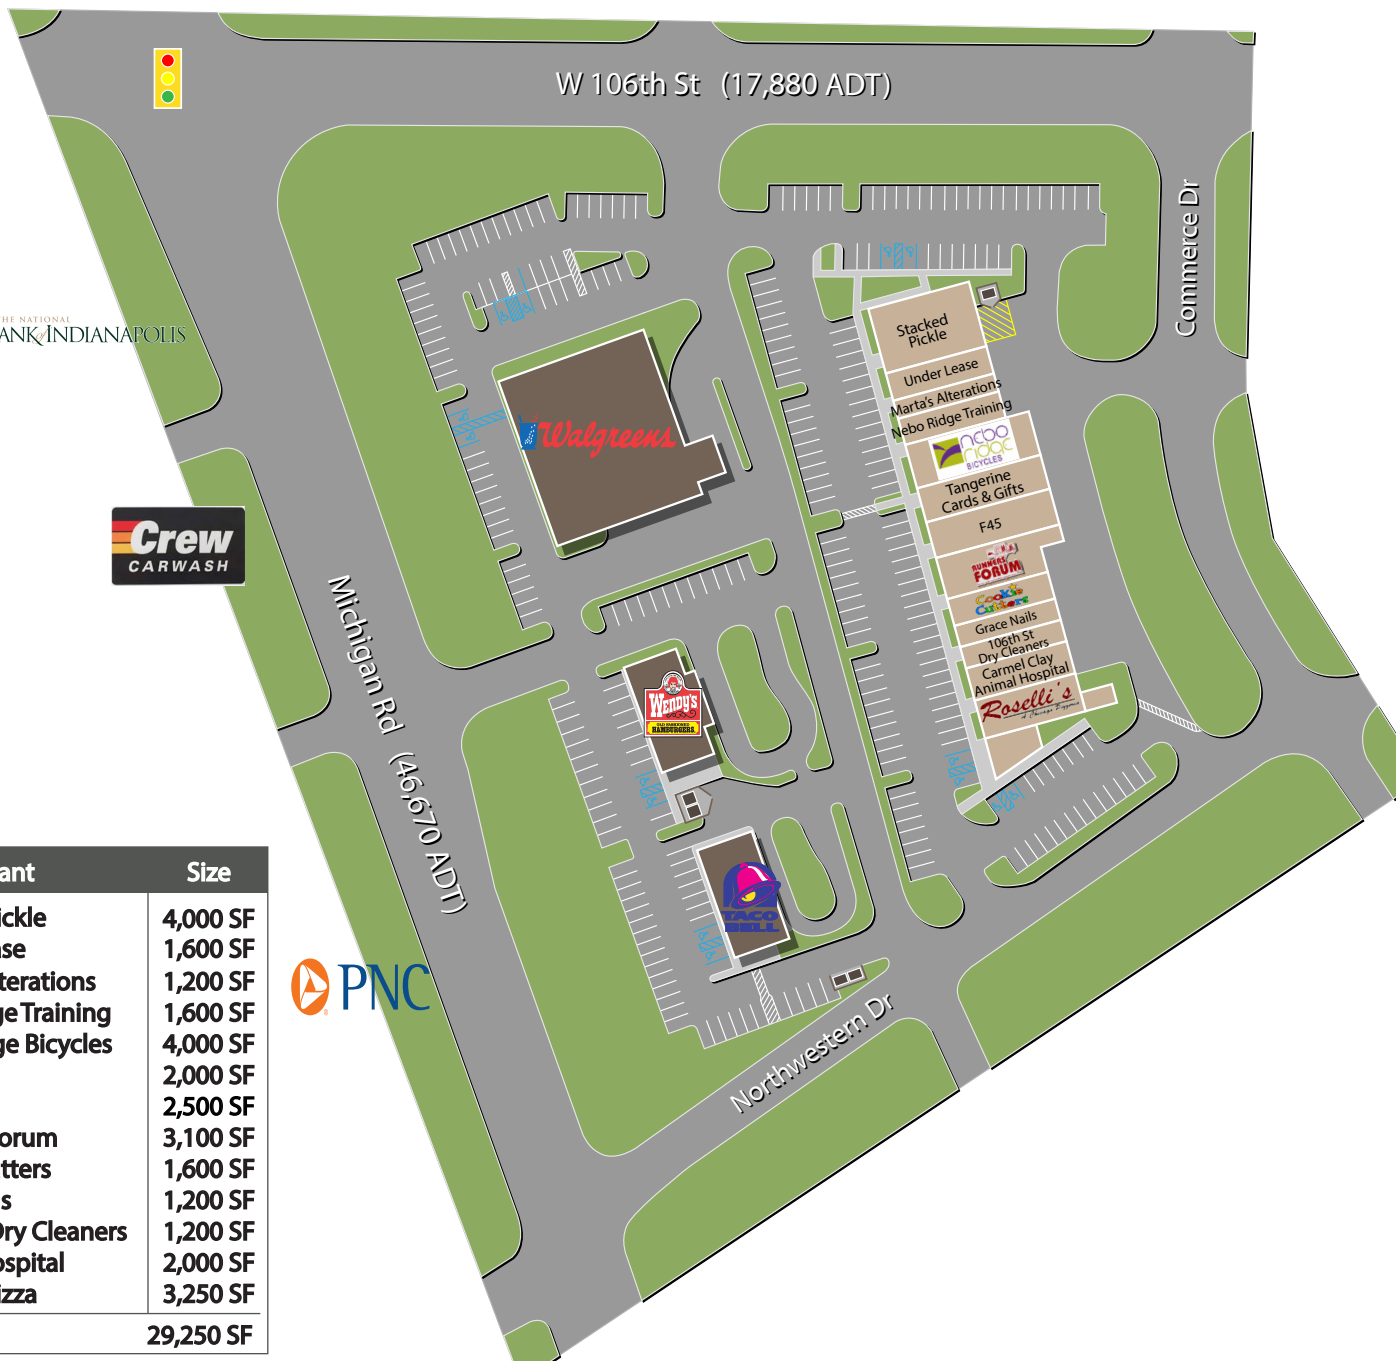 W 106th St (17,880 ADT)
Commerce Dr
THE NATIONAL
ANK of INDIANAPOLIS
Stacked
Pickle
Under Lease
Marta's Alterations
Nebo Ridge Training
nebo
ridge
BICYCLES
Walgreens
Tangerine
Cards & Gifts
F45
RUNNERS
FORUM
Cookie
Cutters
Grace Nails
106th St
Dry Cleaners
Carmel Clay
Animal Hospital
Roselli's
Crew
CARWASH
Michigan Rd (46,670 ADT)
WENDY'S
OLD FASHIONED
HAMBURGERS
TACO
BELL
PNC
Northwestern Dr
ant Size
ickle 4,000 SF
ase 1,600 SF
terations 1,200 SF
ge Training 1,600 SF
ge Bicycles 4,000 SF
2,000 SF
2,500 SF
orum 3,100 SF
tters 1,600 SF
s 1,200 SF
Dry Cleaners 1,200 SF
ospital 2,000 SF
izza 3,250 SF
29,250 SF